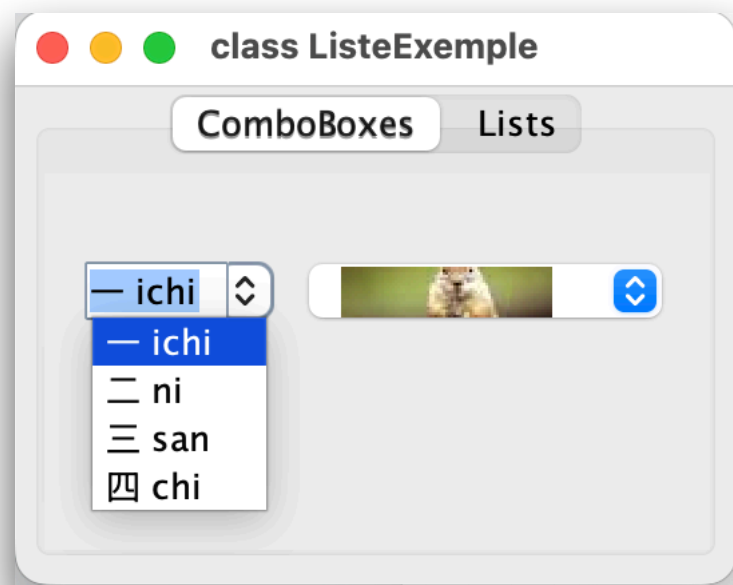 class ListeExemple
ComboBoxes Lists
一 ichi
一 ichi
二 ni
三 san
四 chi